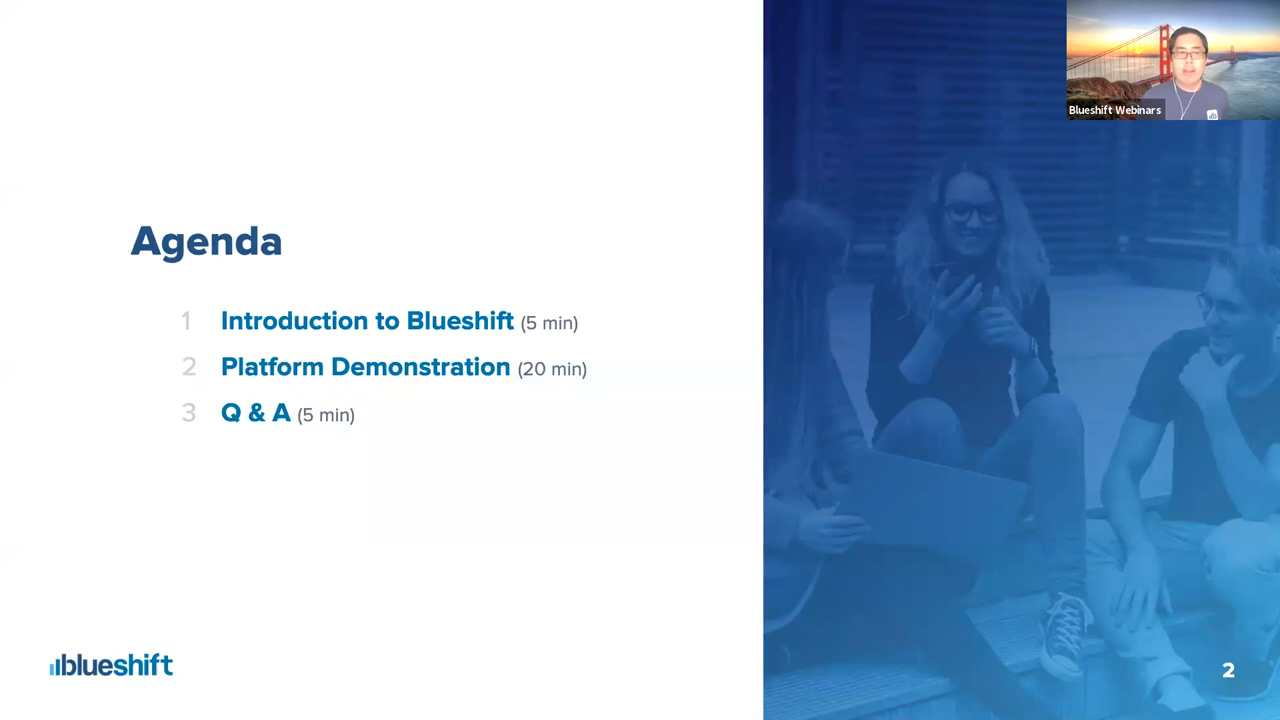 Blueshift Webinars
Agenda
1 Introduction to Blueshift (5 min)
2 Platform Demonstration (20 min)
3 Q & A (5 min)
blueshift
2